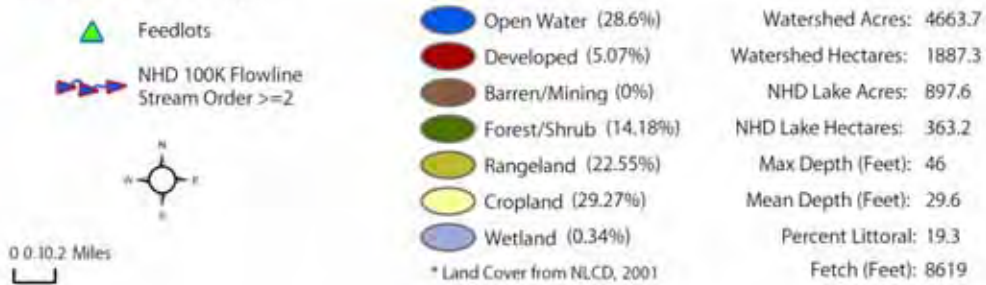 Feedlots
NHD 100K Flowline
Stream Order >=2
N
W E
S
0 0.10.2 Miles
Open Water (28.6%)
Developed (5.07%)
Barren/Mining (0%)
Forest/Shrub (14.18%)
Rangeland (22.55%)
Cropland (29.27%)
Wetland (0.34%)
* Land Cover from NLCD, 2001
Watershed Acres: 4663.7
Watershed Hectares: 1887.3
NHD Lake Acres: 897.6
NHD Lake Hectares: 363.2
Max Depth (Feet): 46
Mean Depth (Feet): 29.6
Percent Littoral: 19.3
Fetch (Feet): 8619